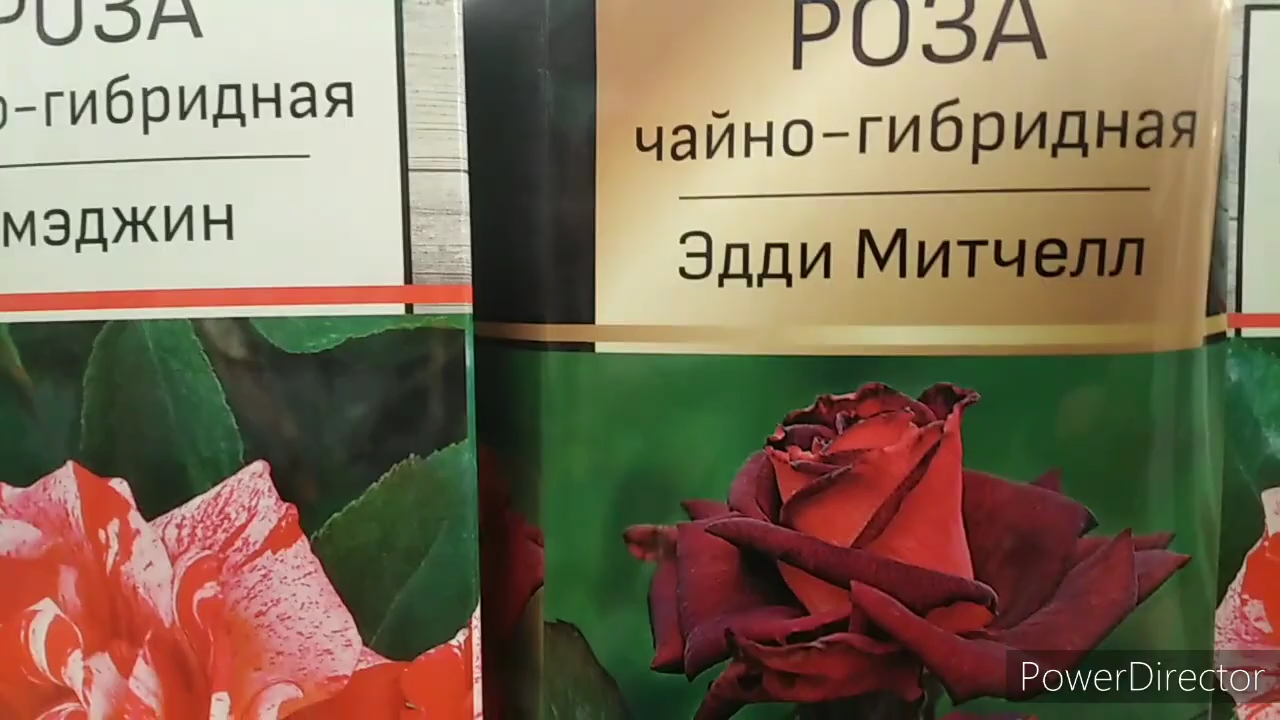 РОЗА
о-гибридная
мэджин
РОЗА
чайно-гибридная
Эдди Митчелл
PowerDirector